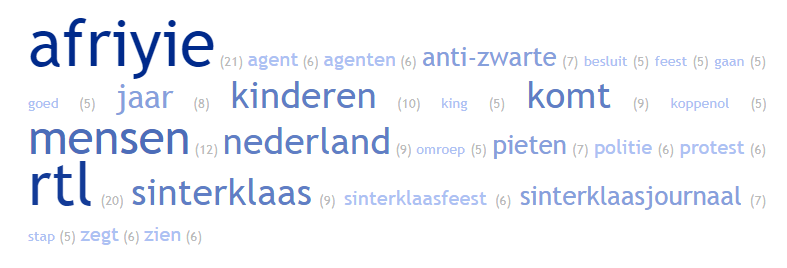 afriyie (21) agent (6) agenten (6) anti-zwarte (7) besluit (5) feest (5) gaan (5)
goed (5) jaar (8) kinderen (10) king (5) komt (9) koppenol (5)
mensen (12) nederland (9) omroep (5) pieten (7) politie (6) protest (6)
rtl (20) sinterklaas (9) sinterklaasfeest (6) sinterklaasjournaal (7)
stap (5) zegt (6) zien (6)